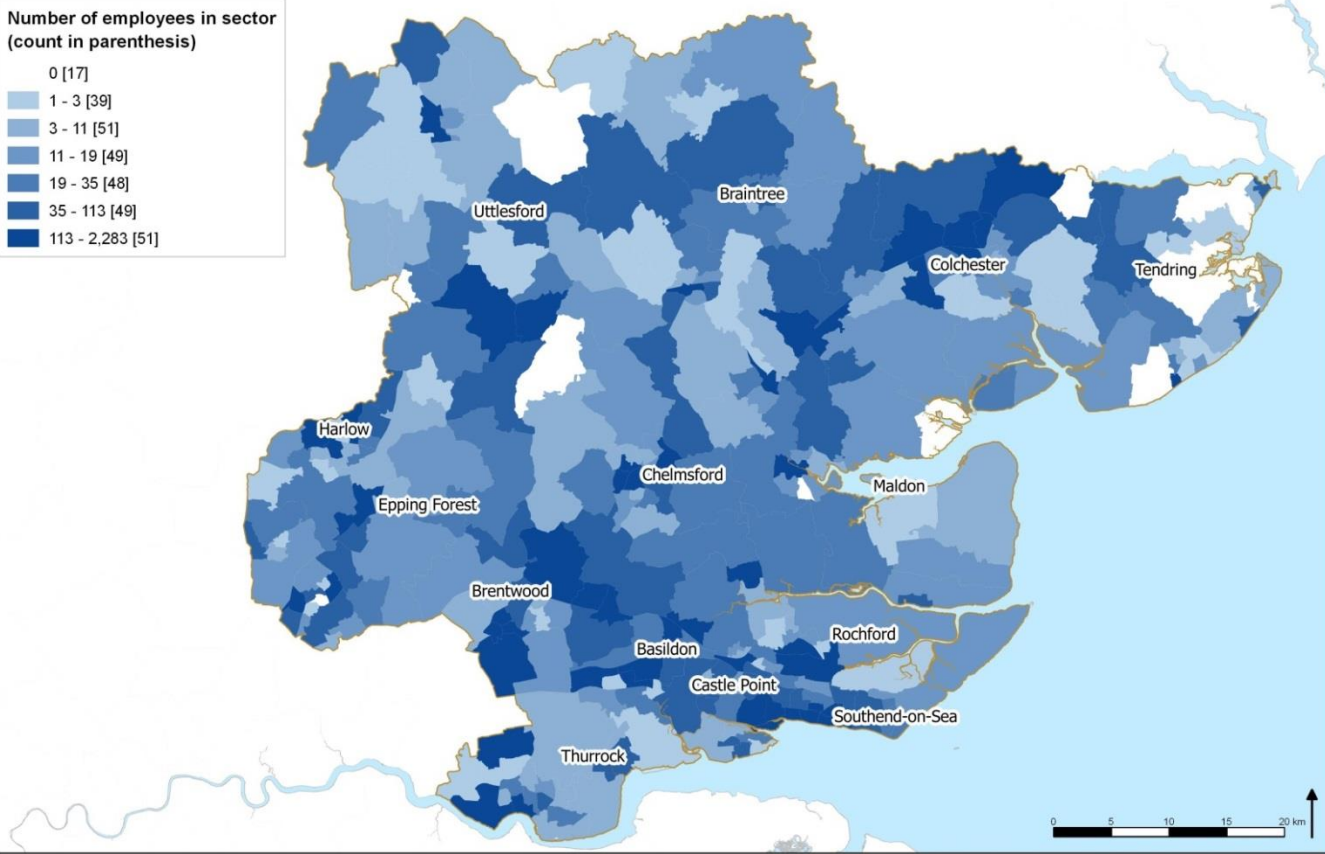 Number of employees in sector
(count in parenthesis)
0 [17]
1 - 3 [39]
3 - 11 [51]
11 - 19 [49]
19 - 35 [48]
35 - 113 [49]
113 - 2,283 [51]
Braintree
Uttlesford
Colchester
Tendring
Harlow
Chelmsford
Maldon
Epping Forest
Brentwood
Rochford
Basildon
Castle Point
Southend-on-Sea
Thurrock
0 5 10 15 20 km